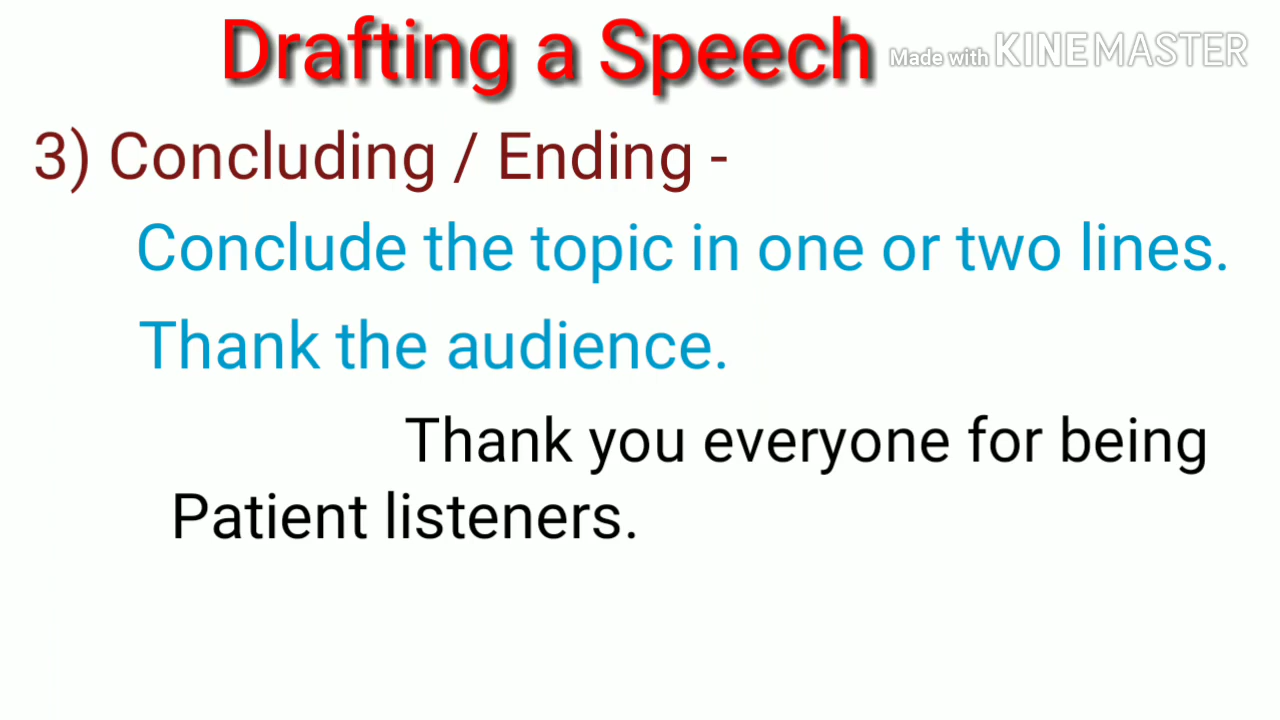 Drafting a Speech
Made with KINEMASTER
3) Concluding / Ending -
Conclude the topic in one or two lines.
Thank the audience.
Thank you everyone for being
Patient listeners.